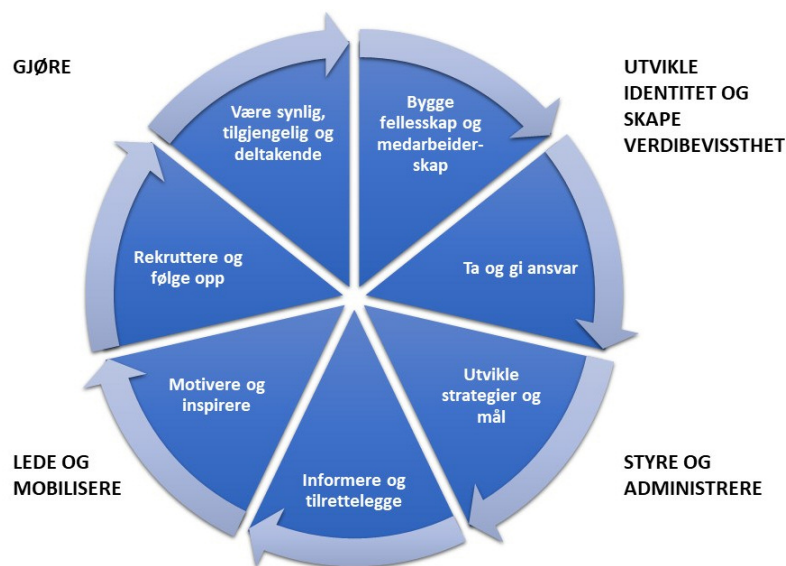 GJØRE
UTVIKLE
IDENTITET OG
SKAPE
VERDIBEVISSTHET
Være synlig,
tilgjengelig og
deltakende
Bygge
fellesskap og
medarbeider-
skap
Rekruttere og
følge opp
Ta og gi ansvar
Motivere og
inspirere
Utvikle
strategier og
mål
Informere og
tilrettelegge
LEDE OG
MOBILISERE
STYRE OG
ADMINISTRERE